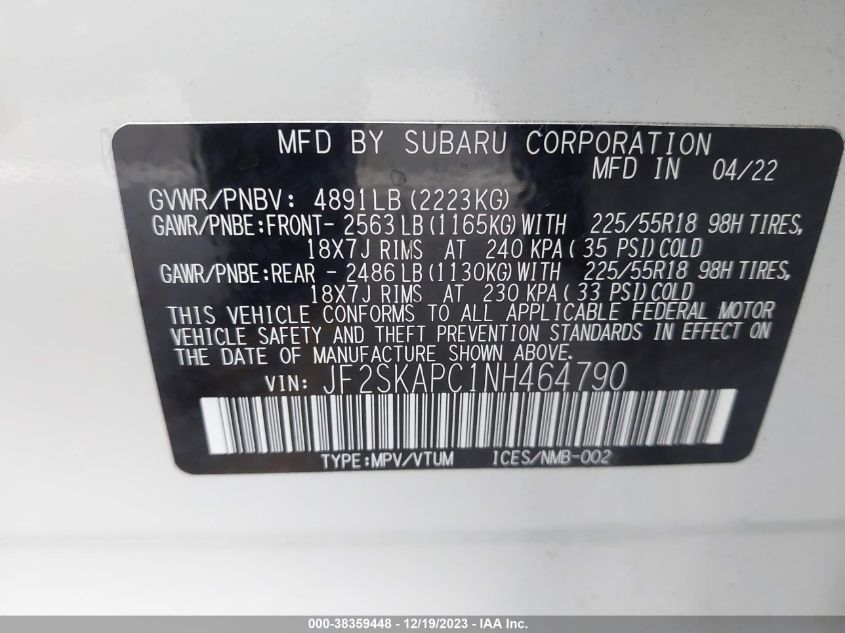 MFD BY SUBARU CORPORATION
MFD IN 04/22
GVWR/PNBV: 4891LB (2223KG)
GAWR/PNBE:FRONT- 2563LB(1165KG)WITH 225/55R18 98H TIRES,
18X7J RIMS AT 240 KPA( 35 PSI)COLD
GAWR/PNBE:REAR - 2486LB(1130KG)WITH 225/55R18 98H TIRES,
18X7J RIMS AT 230 KPA( 33 PSI)COLD
THIS VEHICLE CONFORMS TO ALL APPLICABLE FEDERAL MOTOR
VEHICLE SAFETY AND THEFT PREVENTION STANDARDS IN EFFECT ON
THE DATE OF MANUFACTURE SHOWN ABOVE.
VIN: JF2SKAPC1NH464790
TYPE:MPV/VTUM ICES/NMB-002
000-38359448 - 12/19/2023 - IAA Inc.